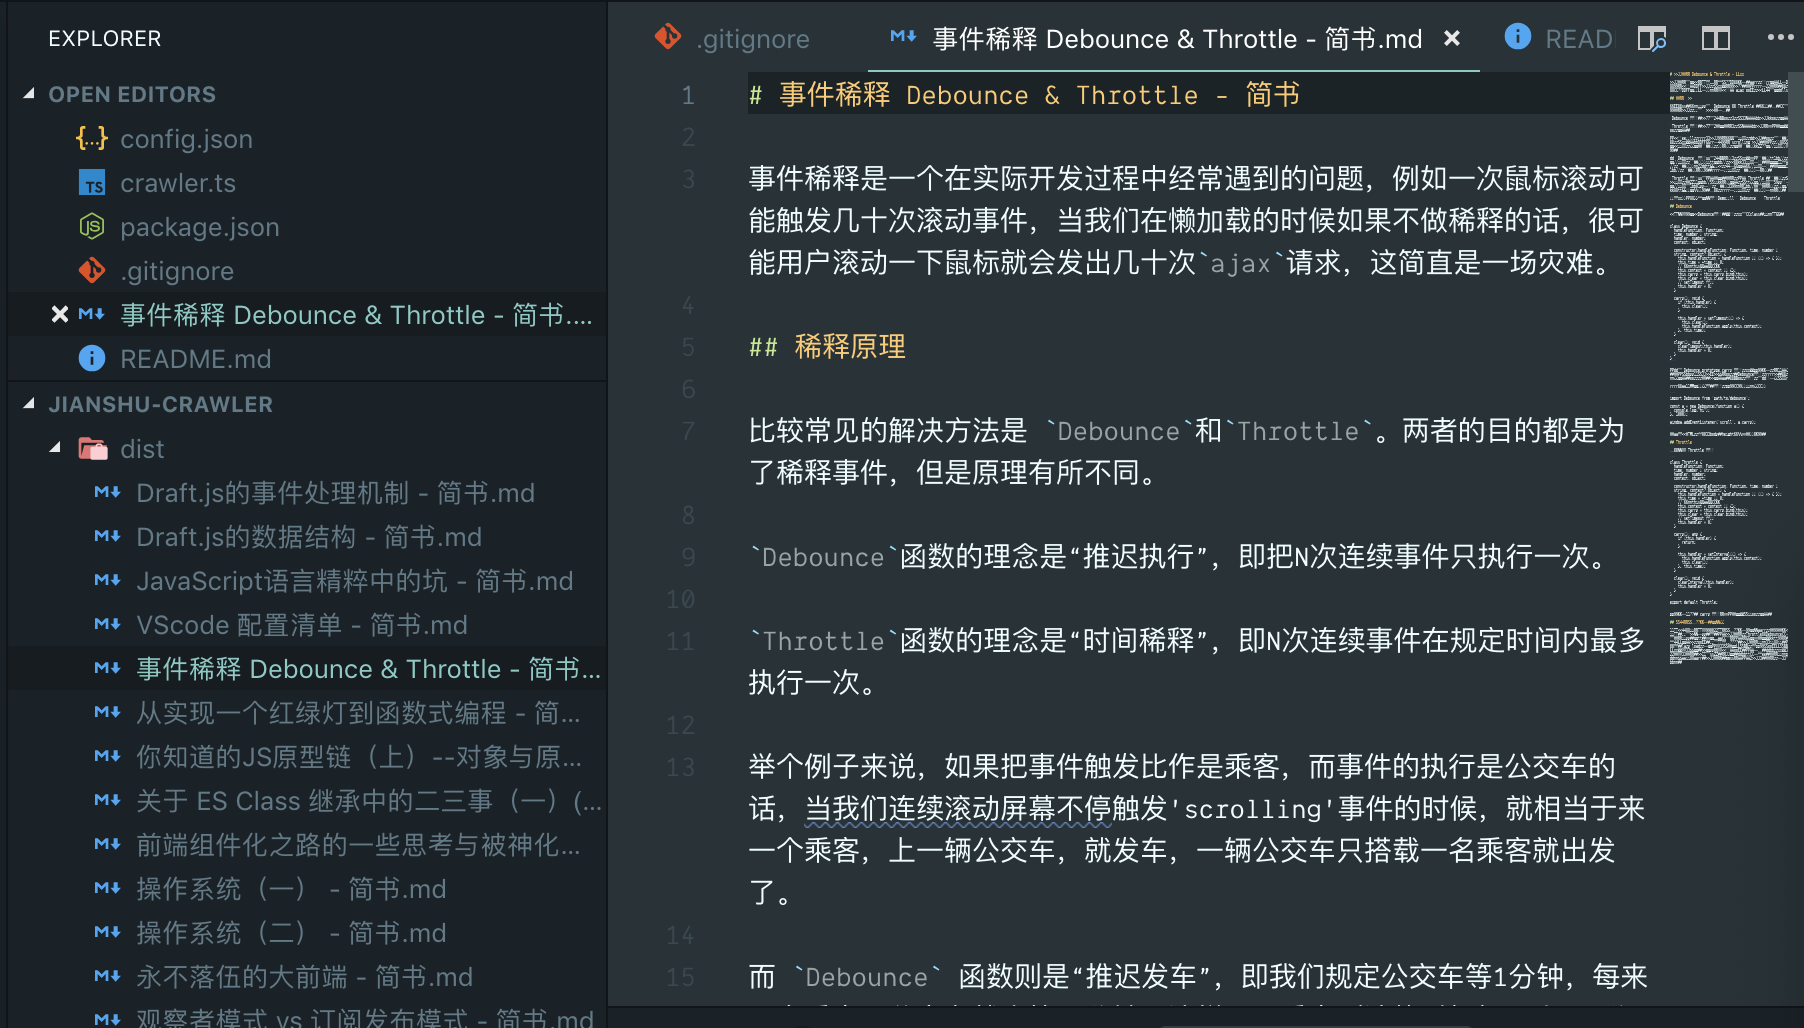 EXPLORER
OPEN EDITORS
{...} config.json
TS crawler.ts
JS package.json
.gitignore
事件稀释 Debounce & Throttle - 简书....
README.md
JIANSHU-CRAWLER
dist
Draft.js的事件处理机制 - 简书.md
Draft.js的数据结构 - 简书.md
JavaScript语言精粹中的坑 - 简书.md
VScode 配置清单 - 简书.md
事件稀释 Debounce & Throttle - 简书...
从实现一个红绿灯到函数式编程 - 简...
你知道的JS原型链（上）--对象与原...
关于 ES Class 继承中的二三事（一）(...
前端组件化之路的一些思考与被神化...
操作系统（一） - 简书.md
操作系统（二） - 简书.md
永不落伍的大前端 - 简书.md
观察者模式 vs 订阅发布模式 - 简书.md
.gitignore
事件稀释 Debounce & Throttle - 简书.md
READ
1 # 事件稀释 Debounce & Throttle - 简书
2
3 事件稀释是一个在实际开发过程中经常遇到的问题，例如一次鼠标滚动可
能触发几十次滚动事件，当我们在懒加载的时候如果不做稀释的话，很可
能用户滚动一下鼠标就会发出几十次`ajax`请求，这简直是一场灾难。
4
5 ## 稀释原理
6
7 比较常见的解决方法是 `Debounce`和`Throttle`。两者的目的都是为
了稀释事件，但是原理有所不同。
8
9 `Debounce`函数的理念是“推迟执行”，即把N次连续事件只执行一次。
10
11 `Throttle`函数的理念是“时间稀释”，即N次连续事件在规定时间内最多
执行一次。
12
13 举个例子来说，如果把事件触发比作是乘客，而事件的执行是公交车的
话，当我们连续滚动屏幕不停触发'scrolling'事件的时候，就相当于来
一个乘客，上一辆公交车，就发车，一辆公交车只搭载一名乘客就出发
了。
14
15 而 `Debounce` 函数则是“推迟发车”，即我们规定公交车等1分钟，每来